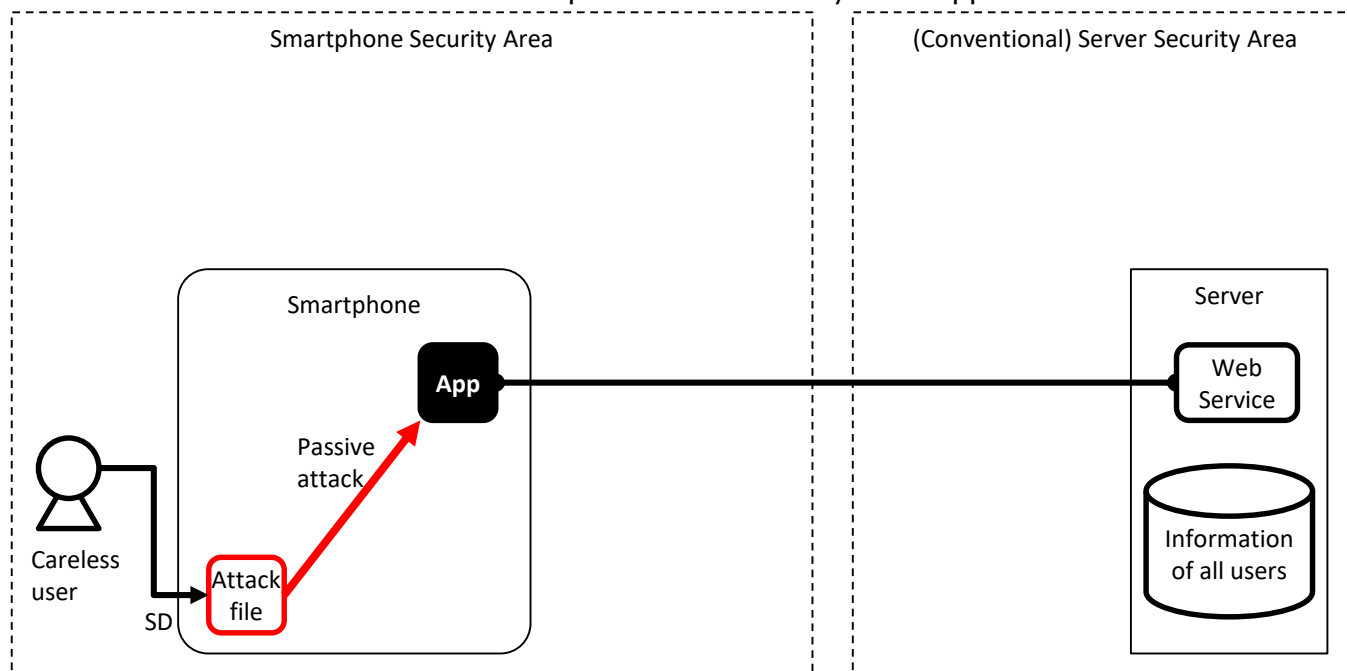 Smartphone Security Area
(Conventional) Server Security Area
Smartphone
Server
App
Web
Service
Passive
attack
Careless
user
SD
Attack
file
Information
of all users